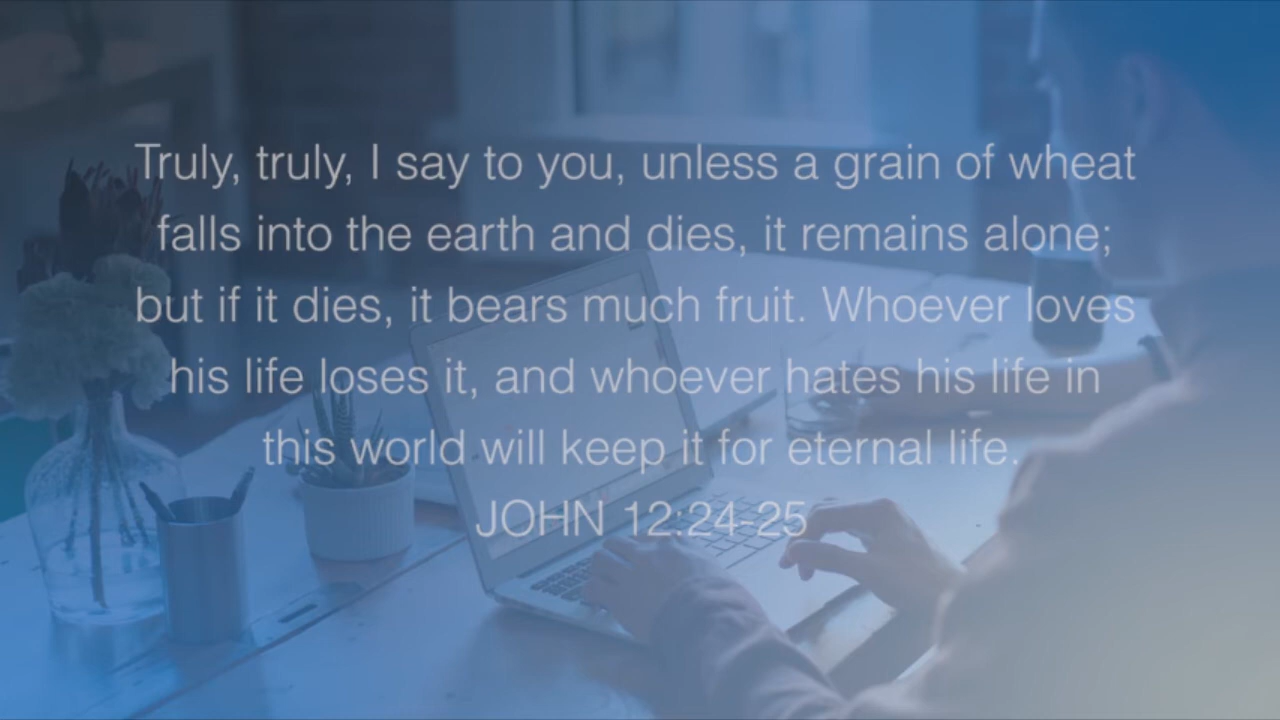 Truly, truly, I say to you, unless a grain of wheat
falls into the earth and dies, it remains alone;
but if it dies, it bears much fruit. Whoever loves
his life loses it, and whoever hates his life in
this world will keep it for eternal life.
JOHN 12:24-25